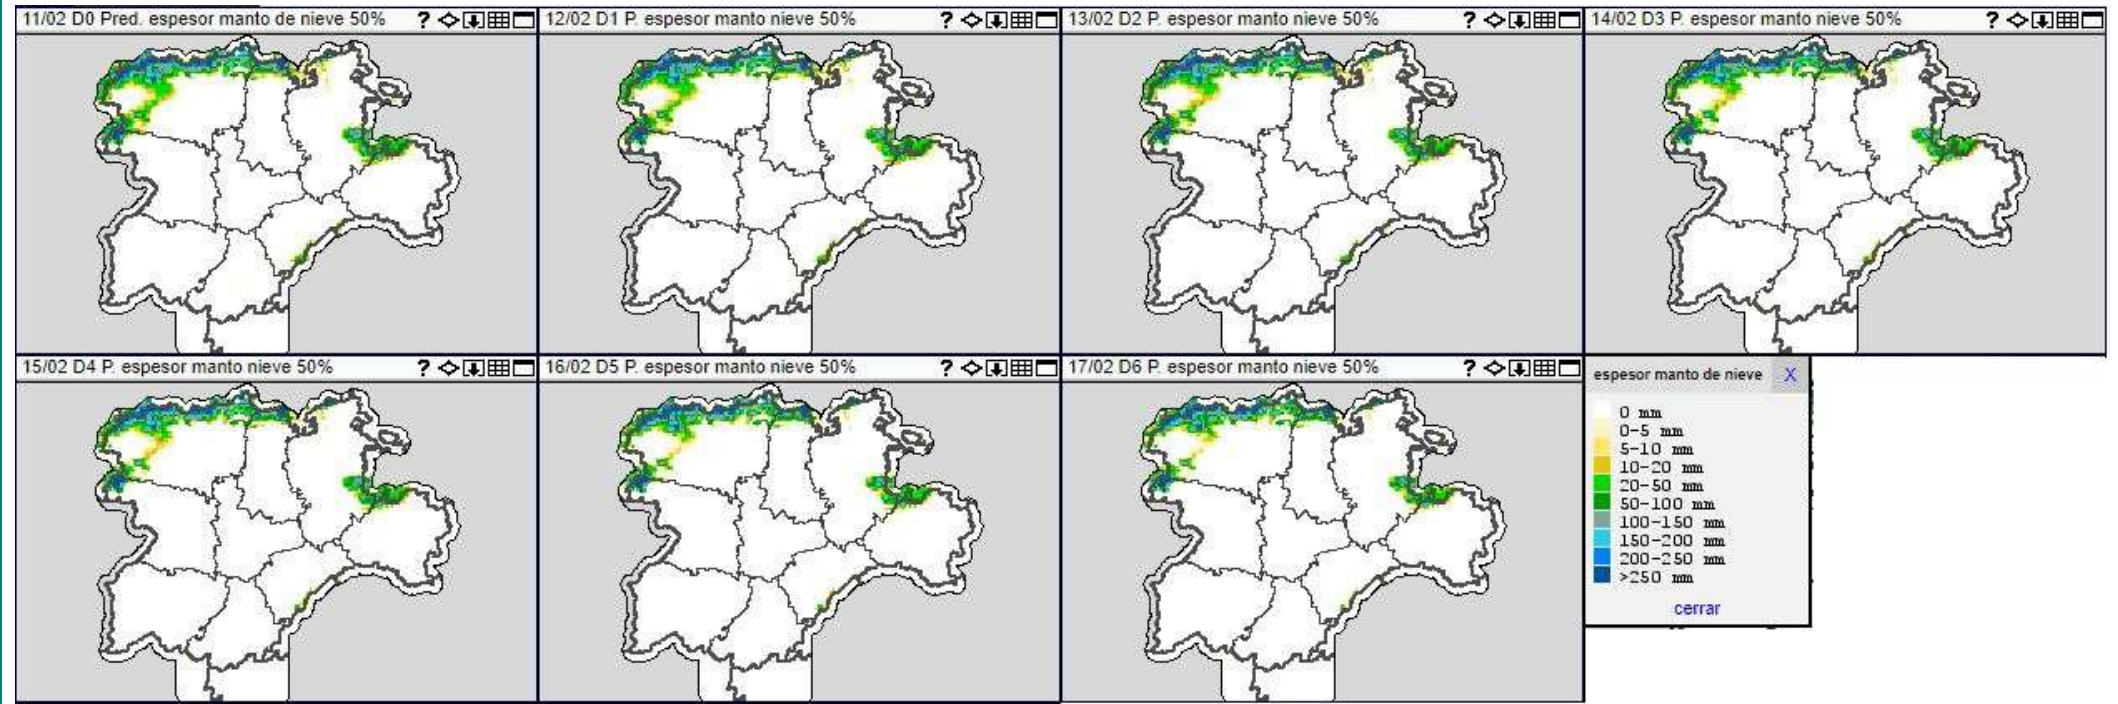 11/02 D0 Pred. espesor manto de nieve 50% ?
12/02 D1 P. espesor manto nieve 50% ?
13/02 D2 P. espesor manto nieve 50% ?
14/02 D3 P. espesor manto nieve 50% ?
15/02 D4 P. espesor manto nieve 50% ?
16/02 D5 P. espesor manto nieve 50% ?
17/02 D6 P. espesor manto nieve 50% ?
espesor manto de nieve X
0 mm
0-5 mm
5-10 mm
10-20 mm
20-50 mm
50-100 mm
100-150 mm
150-200 mm
200-250 mm
>250 mm
cerrar